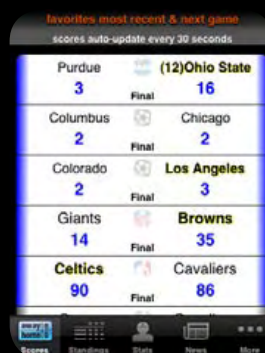 favorites most recent & next game
scores auto-update every 30 seconds
Purdue (12)Ohio State
3 Final 16
Columbus Chicago
2 Final 2
Colorado Los Angeles
2 Final 3
Giants Browns
14 Final 35
Celtics Cavaliers
90 Final 86
away@
home
Scores Standings Stats News More